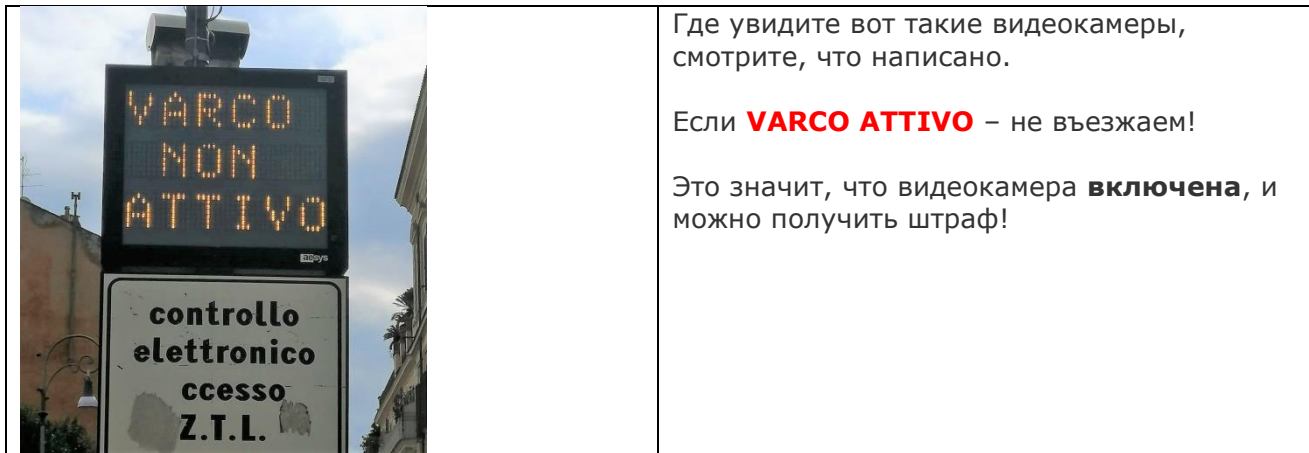 VARCO
NON
ATTIVO
aesys
controllo
elettronico
ccesso
Z.T.L.
Где увидите вот такие видеокамеры,
смотрите, что написано.
Если VARCO ATTIVO – не въезжаем!
Это значит, что видеокамера включена, и
можно получить штраф!